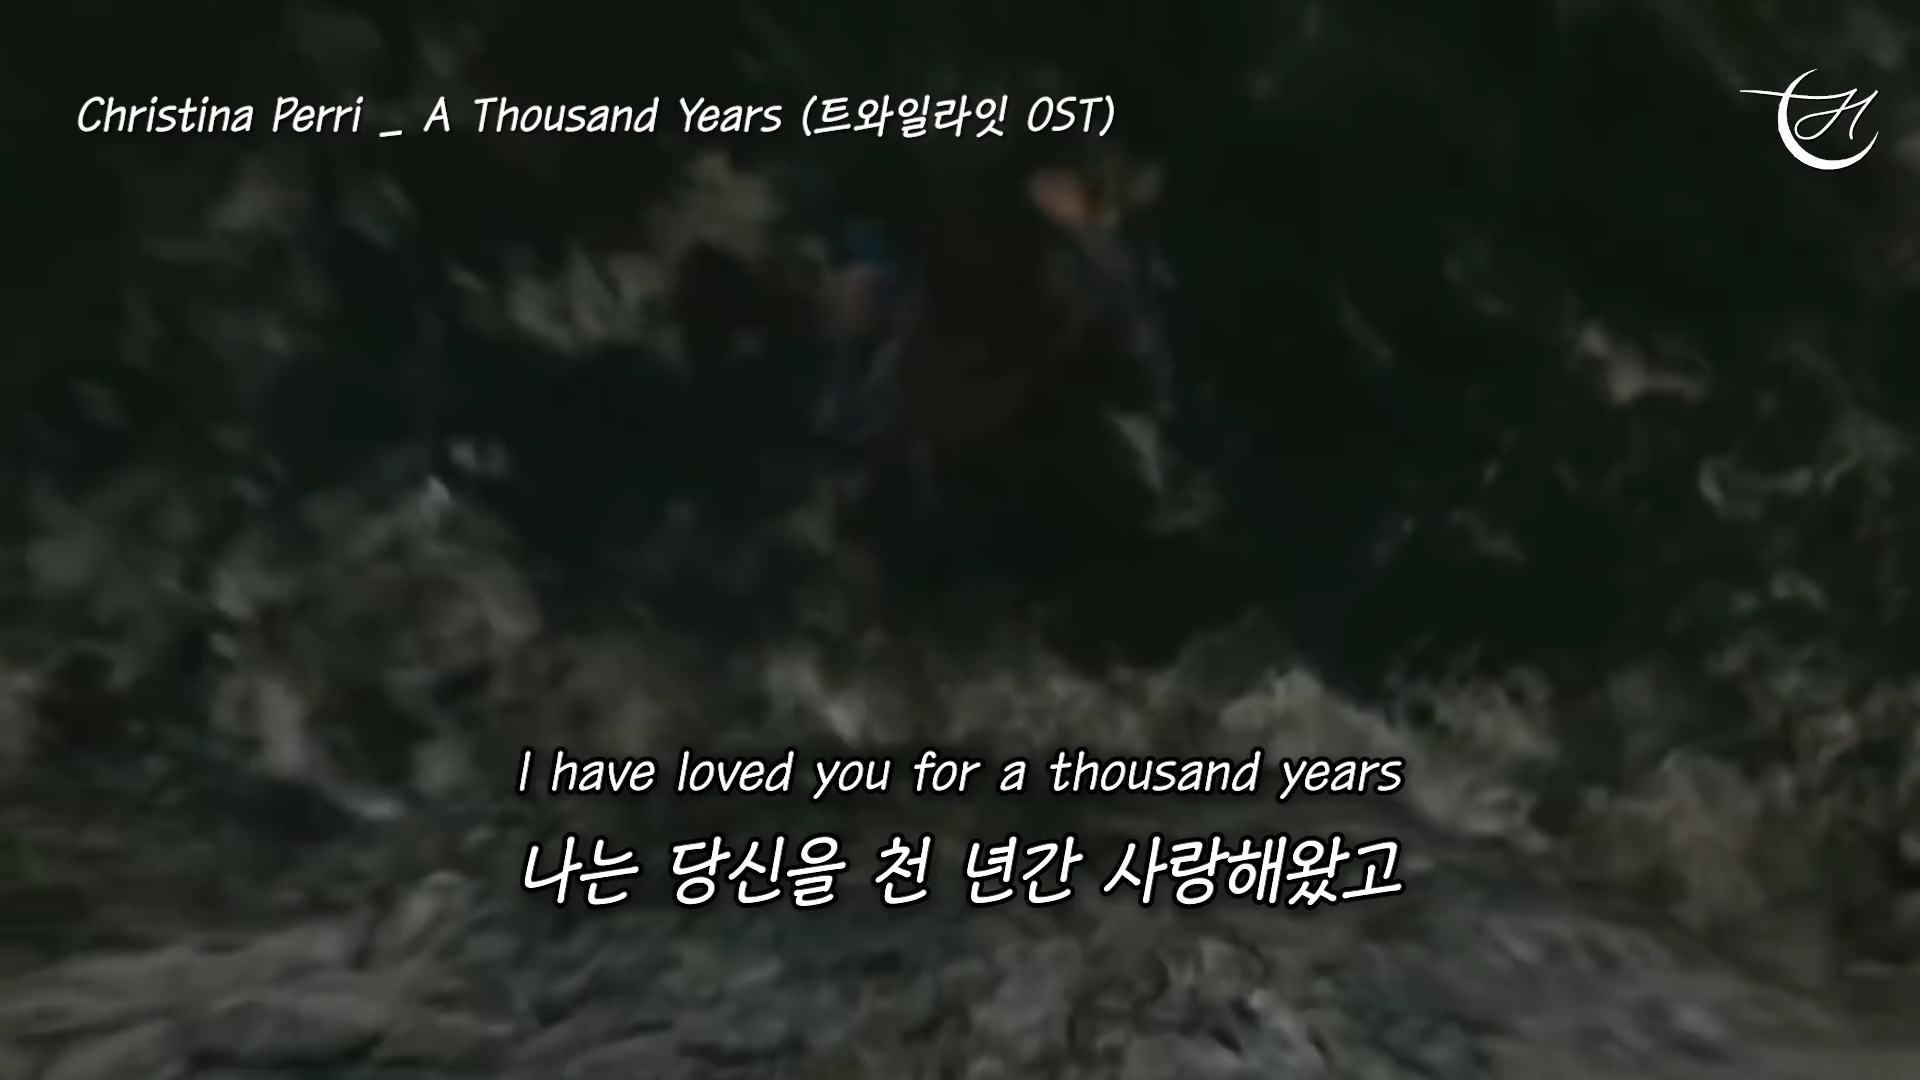 Christina Perri _ A Thousand Years (트와일라잇 OST)
I have loved you for a thousand years
나는 당신을 천 년간 사랑해왔고